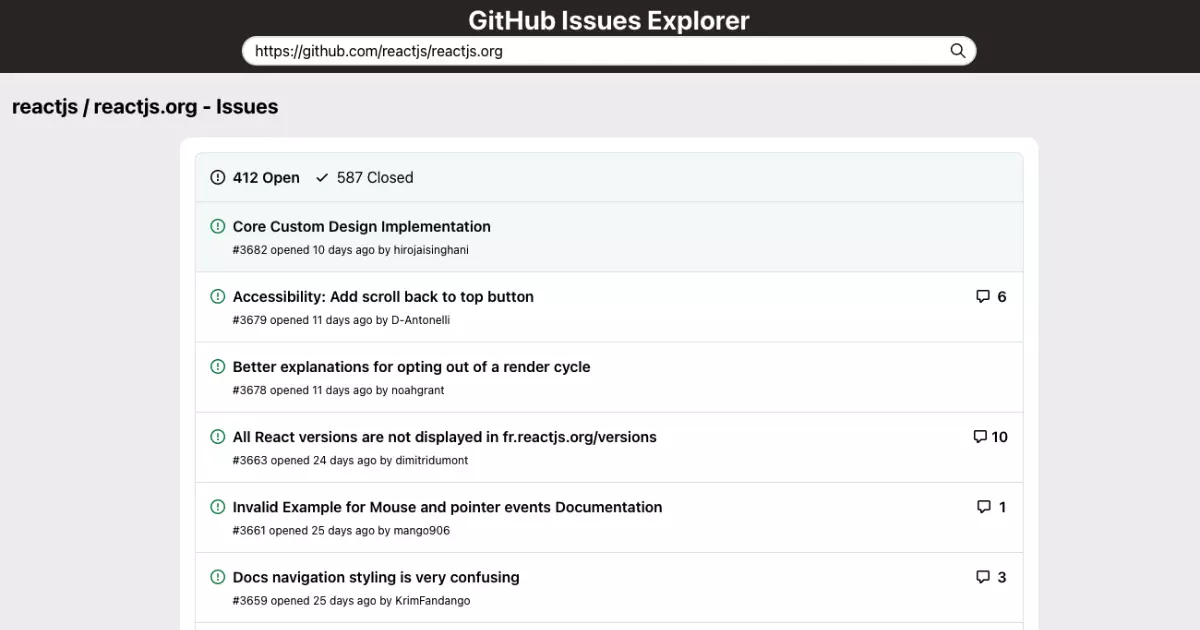 GitHub Issues Explorer
https://github.com/reactjs/reactjs.org
reactjs / reactjs.org - Issues
412 Open 587 Closed
Core Custom Design Implementation
#3682 opened 10 days ago by hirojaisinghani
Accessibility: Add scroll back to top button 6
#3679 opened 11 days ago by D-Antonelli
Better explanations for opting out of a render cycle
#3678 opened 11 days ago by noahgrant
All React versions are not displayed in fr.reactjs.org/versions 10
#3663 opened 24 days ago by dimitridumont
Invalid Example for Mouse and pointer events Documentation 1
#3661 opened 25 days ago by mango906
Docs navigation styling is very confusing 3
#3659 opened 25 days ago by KrimFandango